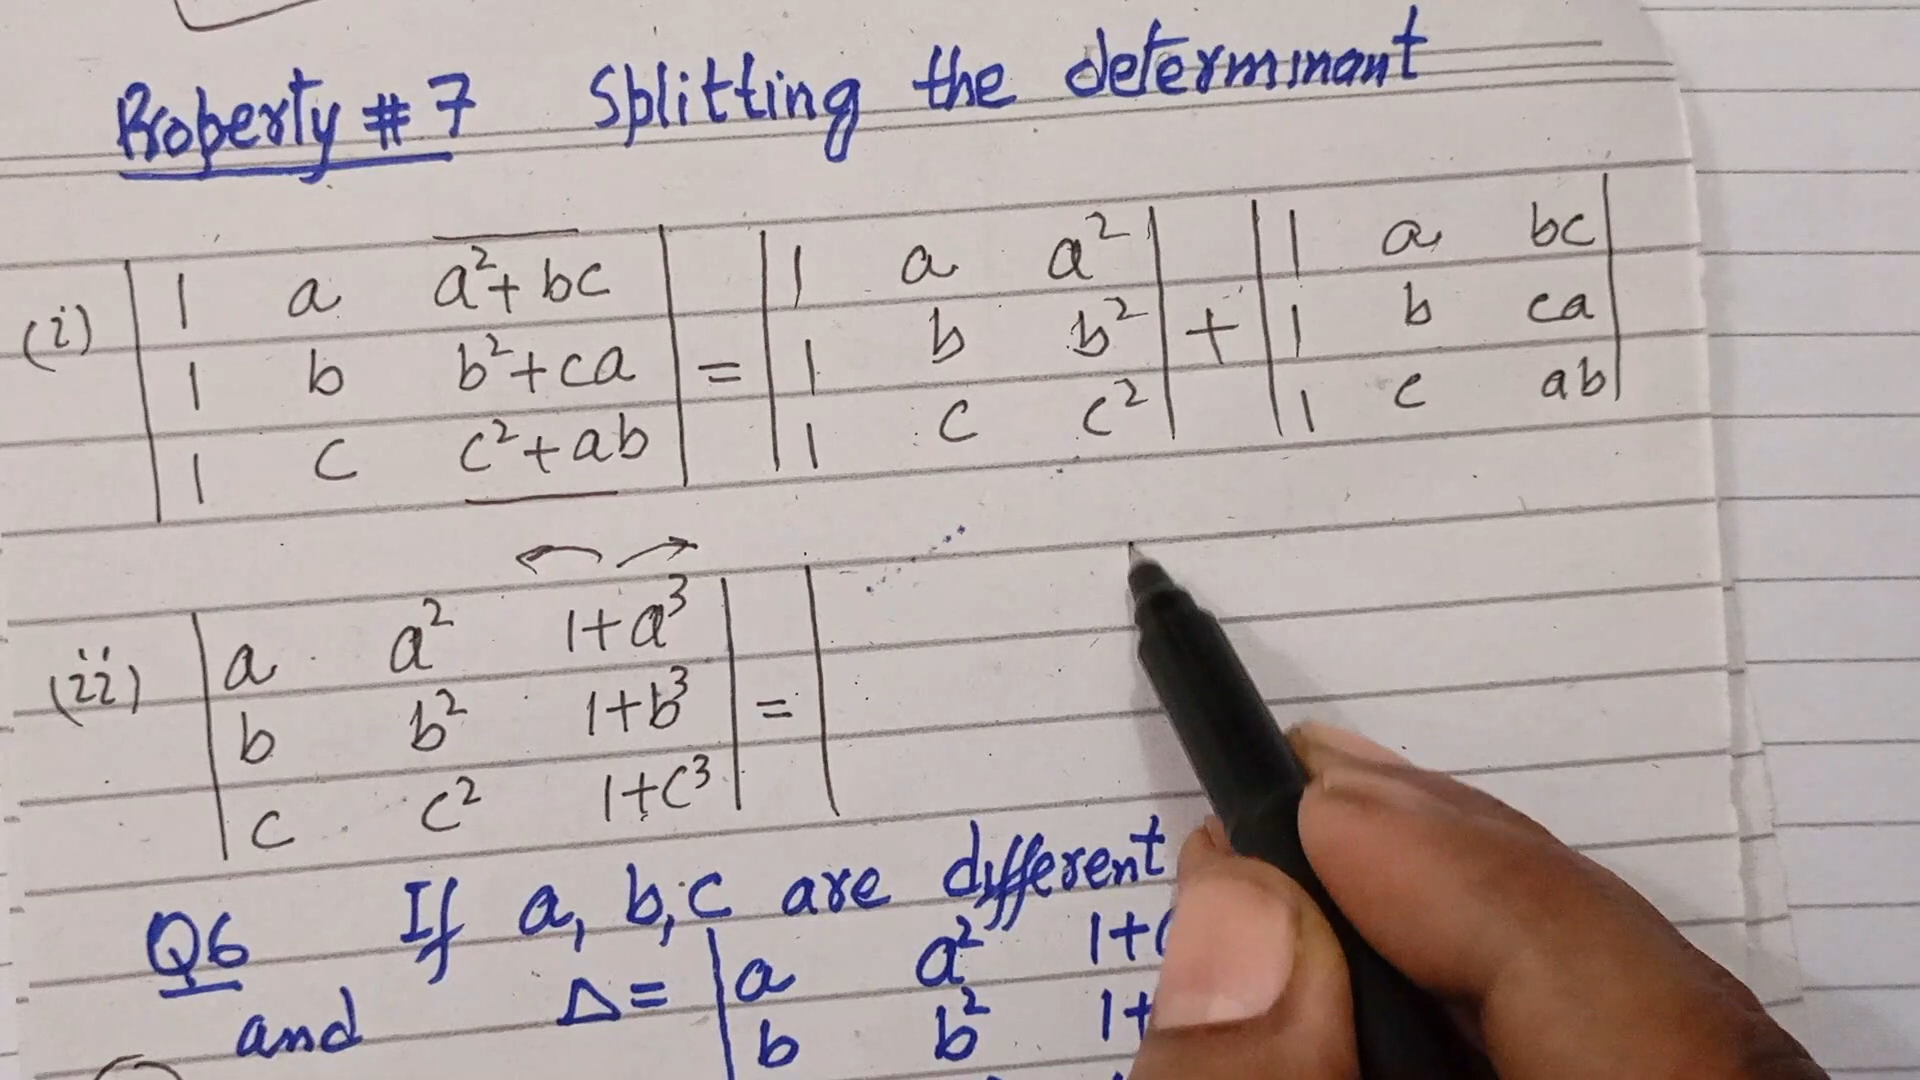 Property # 7 Splitting the determinant
(i) | 1 a a²+bc | | 1 a a² | | 1 a bc |
| 1 b b²+ca | = | 1 b b² | + | 1 b ca |
| 1 c c²+ab | | 1 c c² | | 1 c ab |
(ii) | a a² 1+a³ | |
| b b² 1+b³ | = |
| c c² 1+c³ | |
Q6 If a, b, c are different
and Δ = | a a² 1+
| b b² 1+